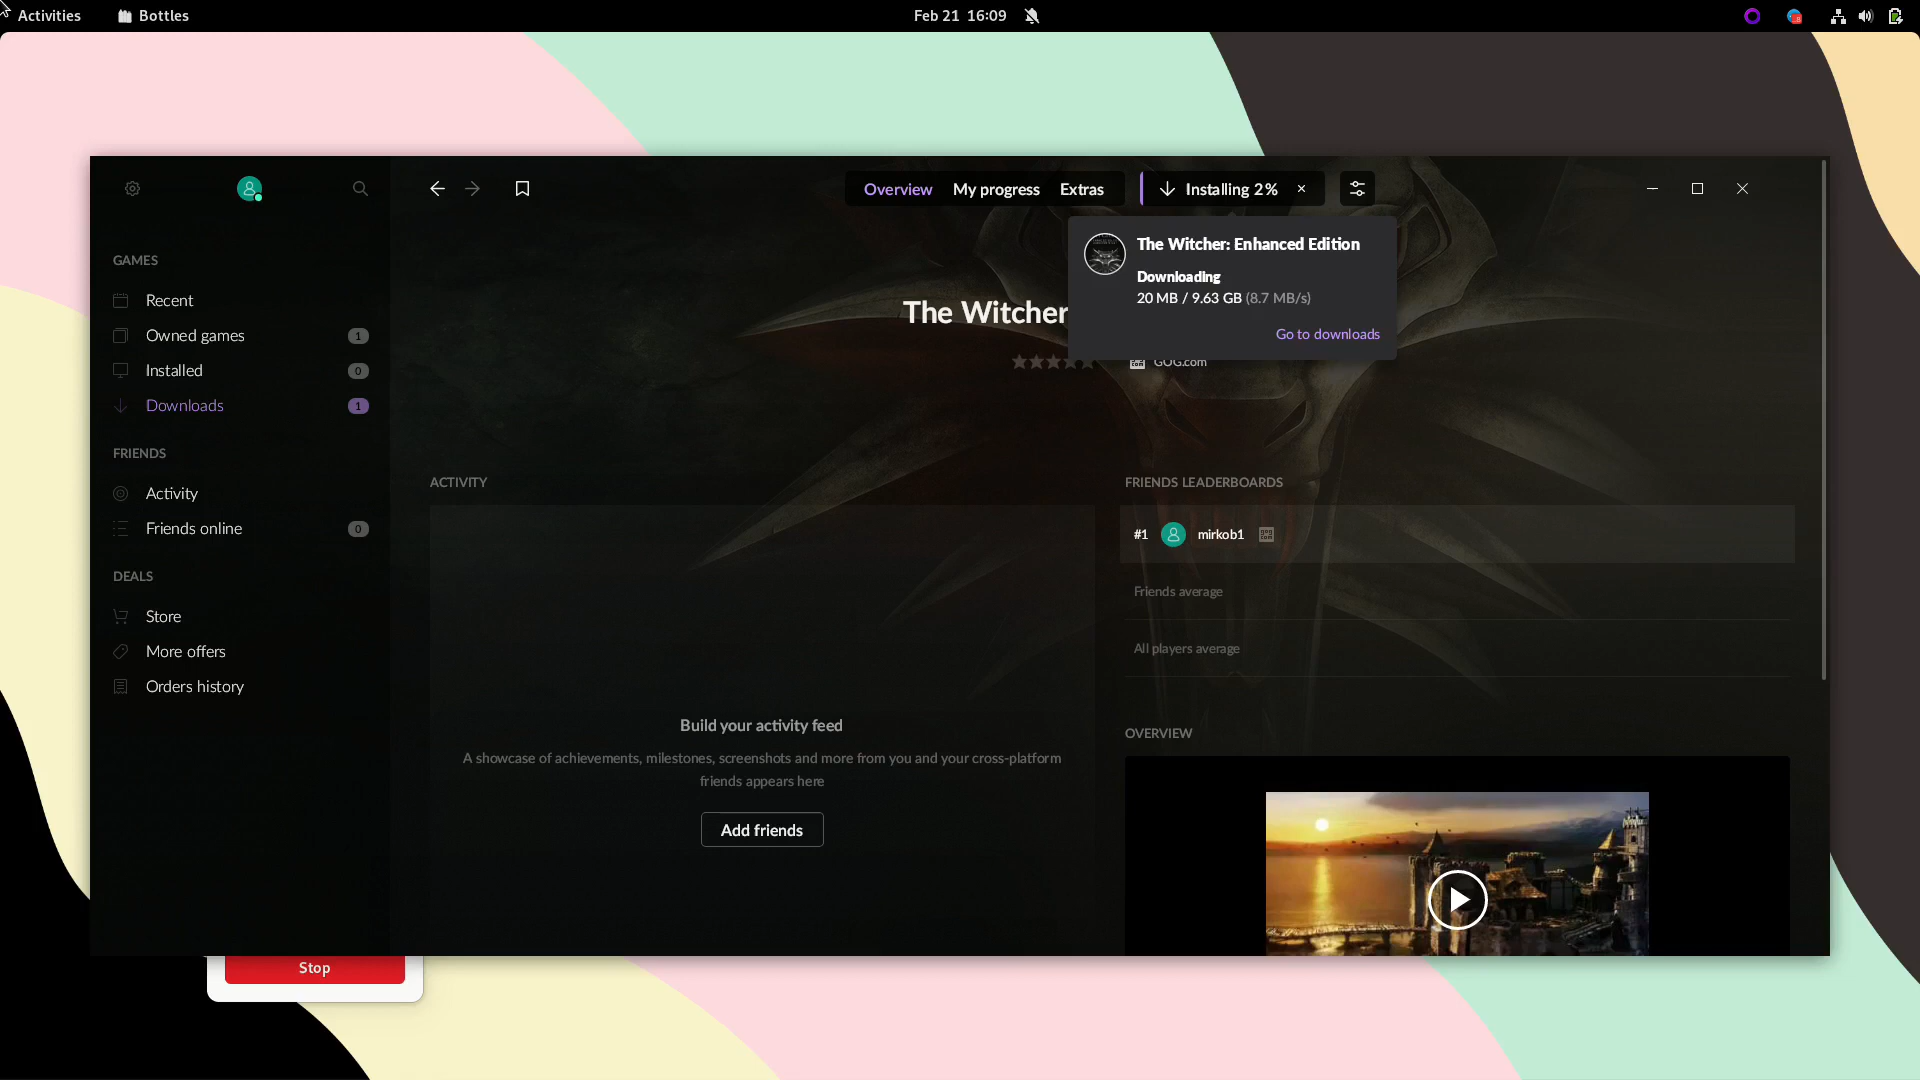 Activities
Bottles
Feb 21 16:09
Overview
My progress
Extras
Installing 2%
The Witcher: Enhanced Edition
Downloading
20 MB / 9.63 GB (8.7 MB/s)
Go to downloads
The Witcher
GOG.com
GAMES
Recent
Owned games 1
Installed 0
Downloads 1
FRIENDS
Activity
Friends online 0
DEALS
Store
More offers
Orders history
ACTIVITY
Build your activity feed
A showcase of achievements, milestones, screenshots and more from you and your cross-platform
friends appears here
Add friends
FRIENDS LEADERBOARDS
#1 mirkob1
Friends average
All players average
OVERVIEW
Stop